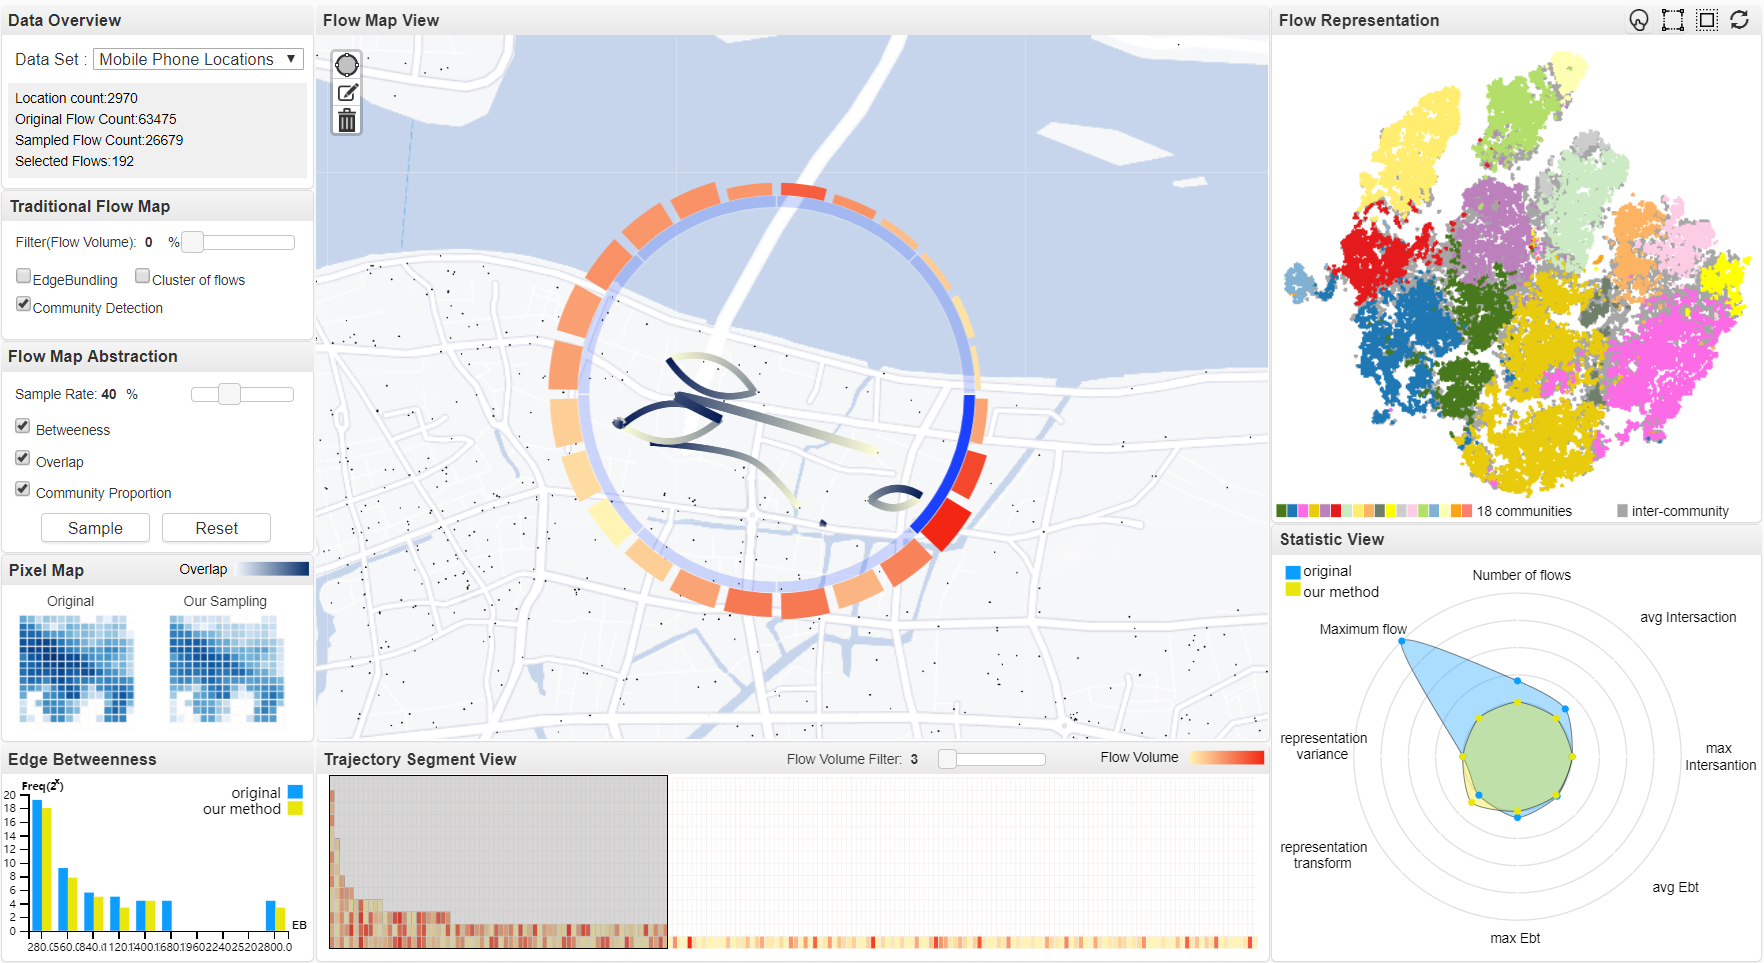 Data Overview
Data Set : Mobile Phone Locations ▼
Location count:2970
Original Flow Count:63475
Sampled Flow Count:26679
Selected Flows:192
Traditional Flow Map
Filter(Flow Volume): 0 %
EdgeBundling
Cluster of flows
Community Detection
Flow Map Abstraction
Sample Rate: 40 %
Betweeness
Overlap
Community Proportion
Sample
Reset
Pixel Map
Overlap
Original
Our Sampling
Edge Betweenness
Freq(2^x)
original
our method
20
18
16
14
12
10
8
6
4
2
0
EB
280.0
560.0
840.0
1120.0
1400.0
1680.0
1960
2240
2520
2800.0
Flow Map View
Trajectory Segment View
Flow Volume Filter: 3
Flow Volume
Flow Representation
18 communities
inter-community
Statistic View
original
our method
Number of flows
avg Intersaction
Maximum flow
max
Intersantion
representation
variance
representation
transform
avg Ebt
max Ebt